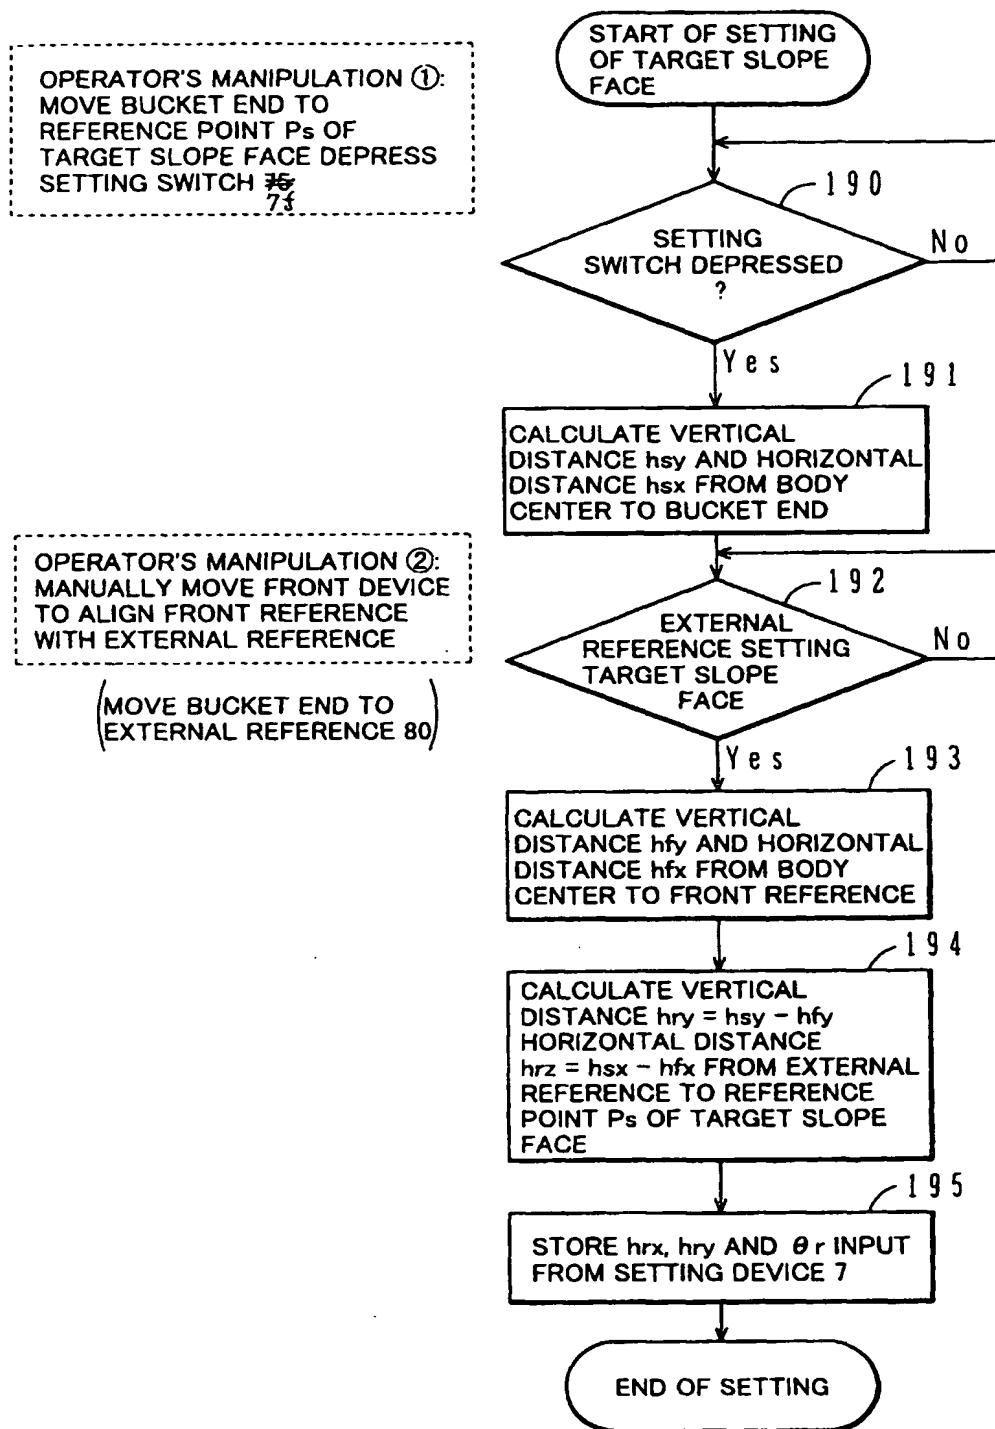 START OF SETTING
OF TARGET SLOPE
FACE
OPERATOR'S MANIPULATION ①:
MOVE BUCKET END TO
REFERENCE POINT Ps OF
TARGET SLOPE FACE DEPRESS
SETTING SWITCH
7f
190
SETTING
SWITCH DEPRESSED
?
No
Yes
191
CALCULATE VERTICAL
DISTANCE hsy AND HORIZONTAL
DISTANCE hsx FROM BODY
CENTER TO BUCKET END
OPERATOR'S MANIPULATION ②:
MANUALLY MOVE FRONT DEVICE
TO ALIGN FRONT REFERENCE
WITH EXTERNAL REFERENCE
(MOVE BUCKET END TO
EXTERNAL REFERENCE 80)
192
EXTERNAL
REFERENCE SETTING
TARGET SLOPE
FACE
No
Yes
193
CALCULATE VERTICAL
DISTANCE hfy AND HORIZONTAL
DISTANCE hfx FROM BODY
CENTER TO FRONT REFERENCE
194
CALCULATE VERTICAL
DISTANCE hry = hsy - hfy
HORIZONTAL DISTANCE
hrz = hsx - hfx FROM EXTERNAL
REFERENCE TO REFERENCE
POINT Ps OF TARGET SLOPE
FACE
195
STORE hrx, hry AND θr INPUT
FROM SETTING DEVICE 7
END OF SETTING